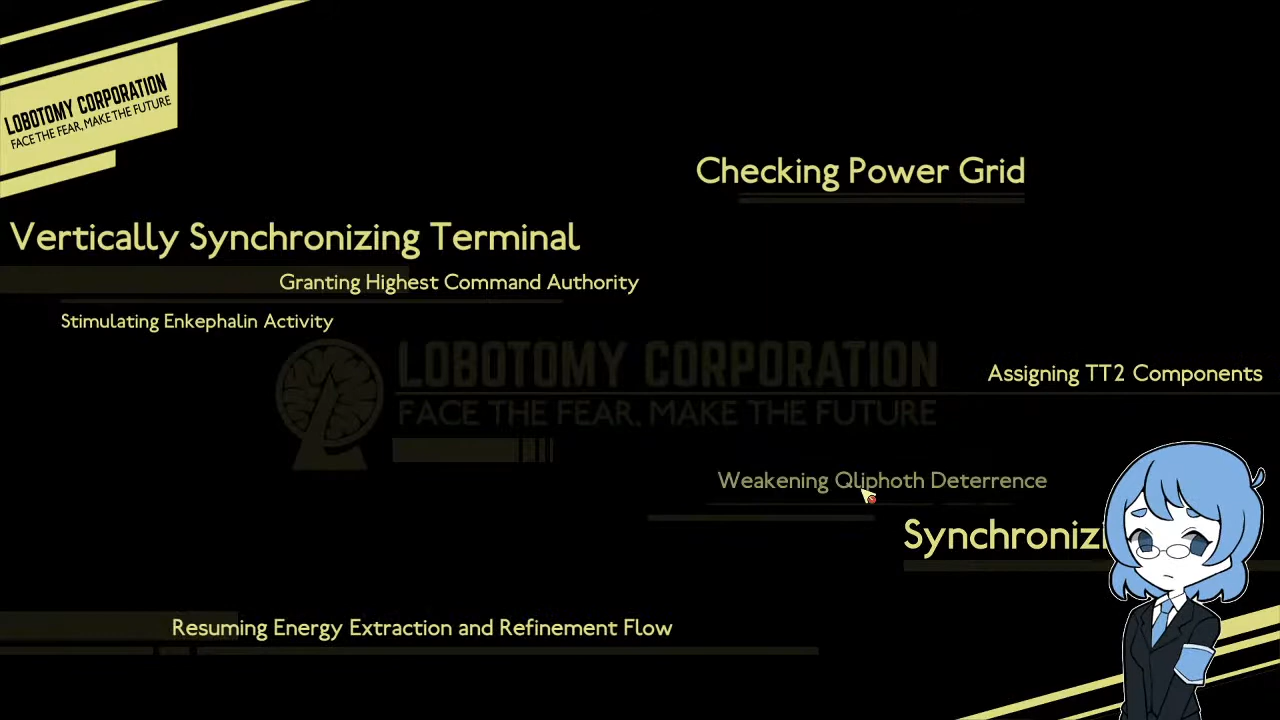 LOBOTOMY CORPORATION
FACE THE FEAR, MAKE THE FUTURE
Checking Power Grid
Vertically Synchronizing Terminal
Granting Highest Command Authority
Stimulating Enkephalin Activity
LOBOTOMY CORPORATION
FACE THE FEAR, MAKE THE FUTURE
Assigning TT2 Components
Weakening Qliphoth Deterrence
Synchronizi
Resuming Energy Extraction and Refinement Flow